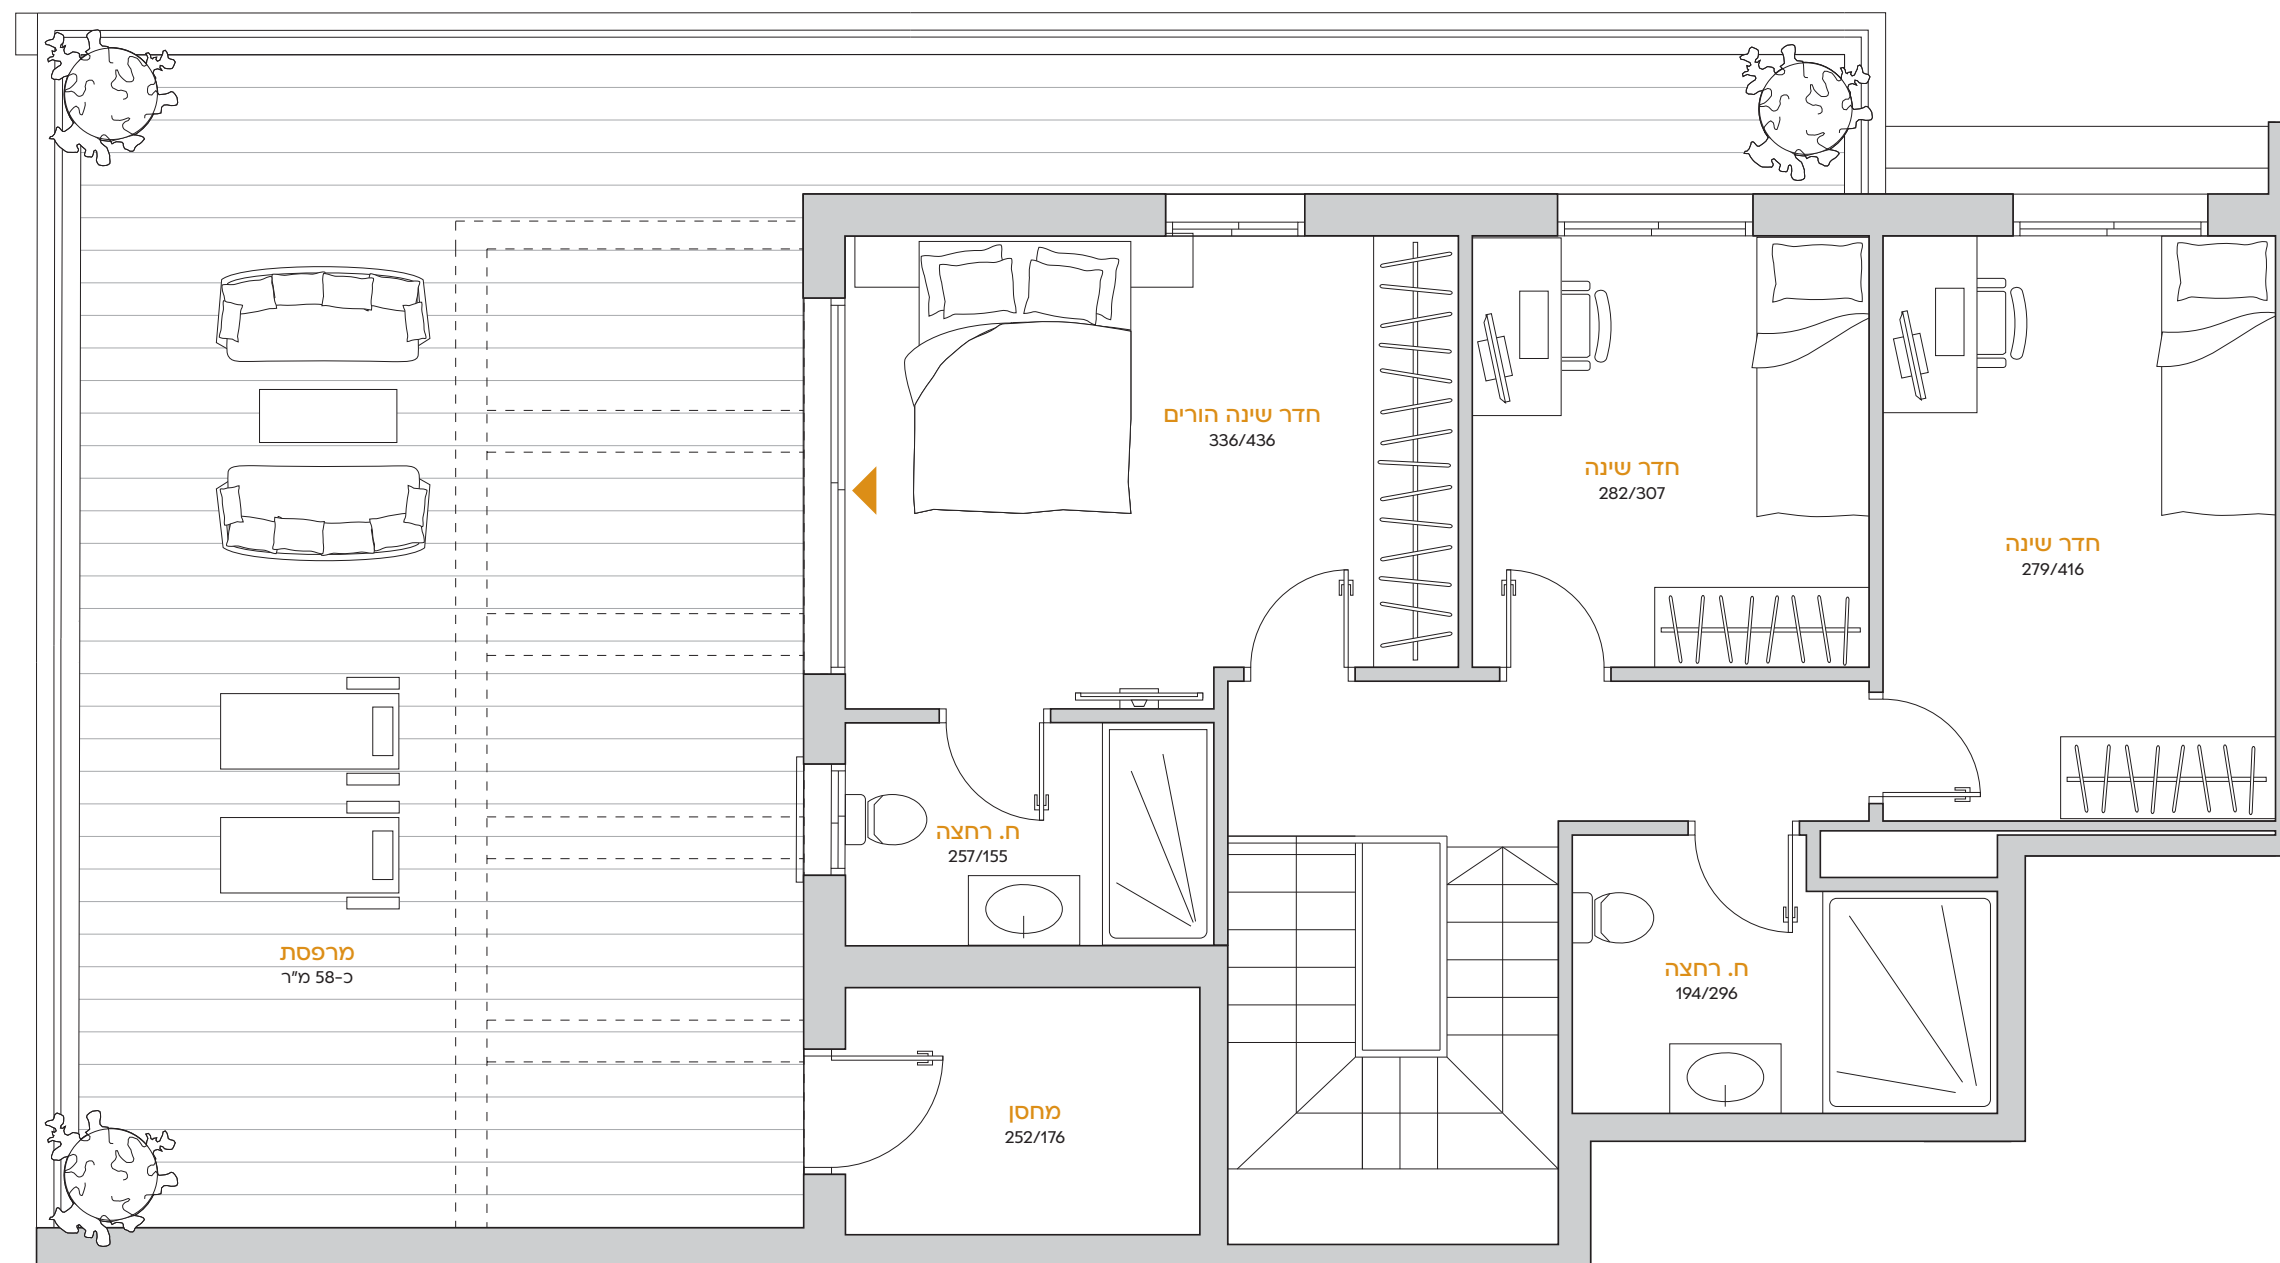 חדר שינה הורים
336/436
חדר שינה
282/307
חדר שינה
279/416
ח. רחצה
257/155
ח. רחצה
194/296
מרפסת
כ-58 מ"ר
מחסן
252/176